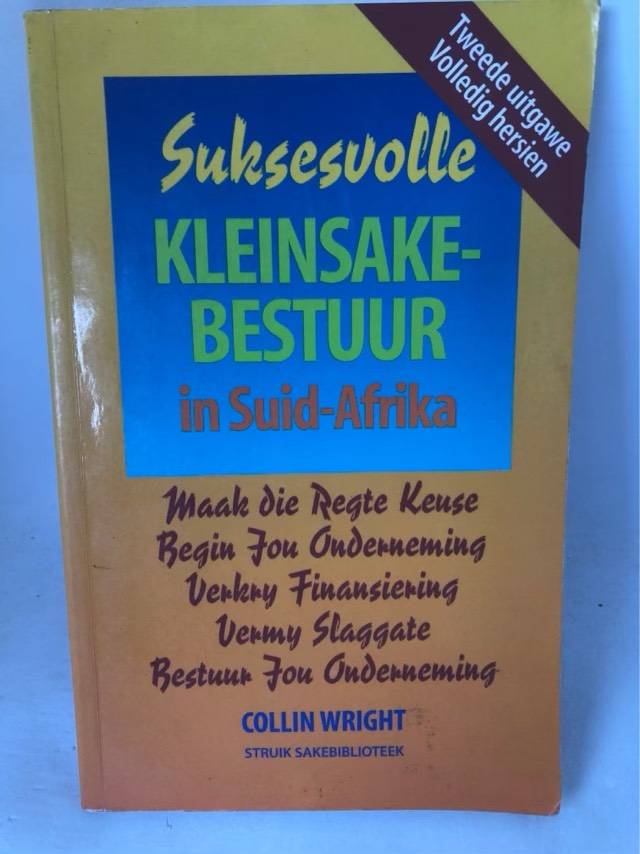 Tweede uitgawe
Volledig hersien
Suksesvolle
KLEINSAKE-
BESTUUR
in Suid-Afrika
Maak die Regte Keuse
Begin Jou Onderneming
Verkry Finansiering
Vermy Slaggate
Bestuur Jou Onderneming
COLLIN WRIGHT
STRUIK SAKEBIBLIOTEEK